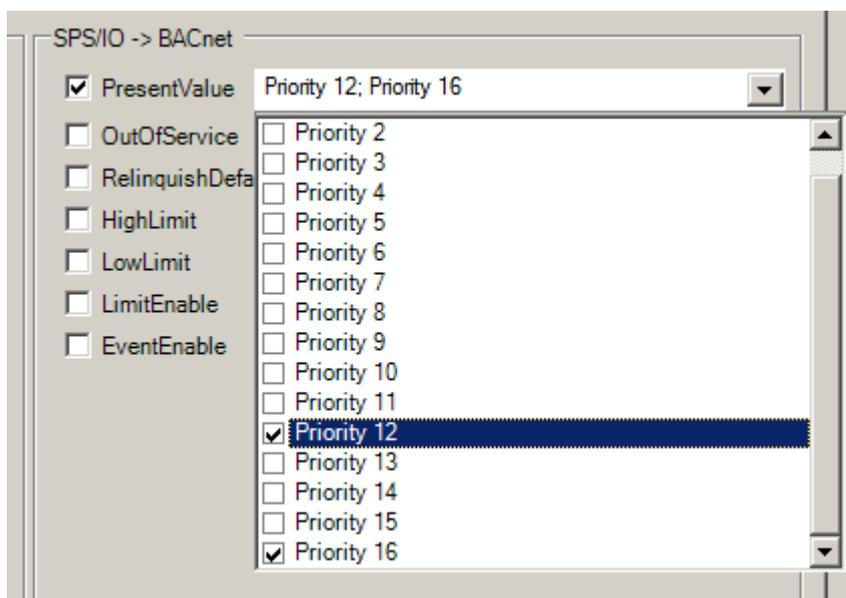 SPS/IO -> BACnet
PresentValue
Priority 12; Priority 16
OutOfService
RelinquishDefa
HighLimit
LowLimit
LimitEnable
EventEnable
Priority 2
Priority 3
Priority 4
Priority 5
Priority 6
Priority 7
Priority 8
Priority 9
Priority 10
Priority 11
Priority 12
Priority 13
Priority 14
Priority 15
Priority 16